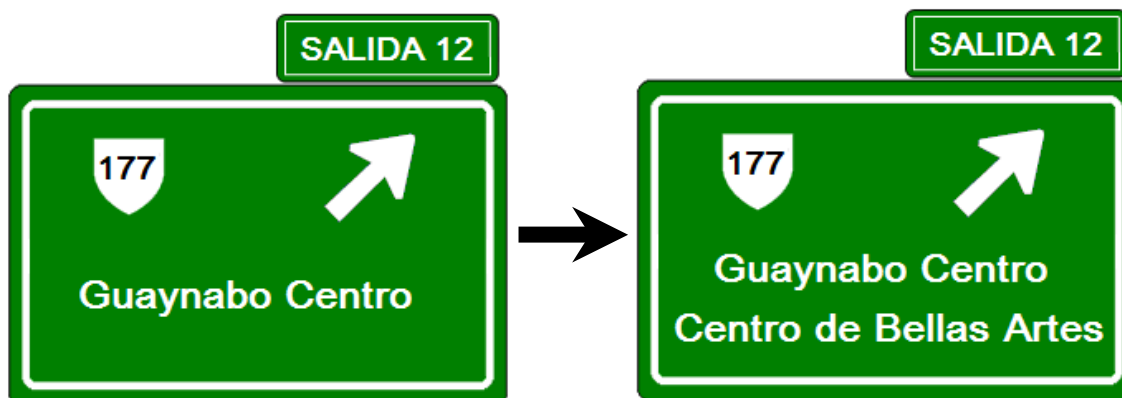 SALIDA 12
177
Guaynabo Centro
SALIDA 12
177
Guaynabo Centro
Centro de Bellas Artes